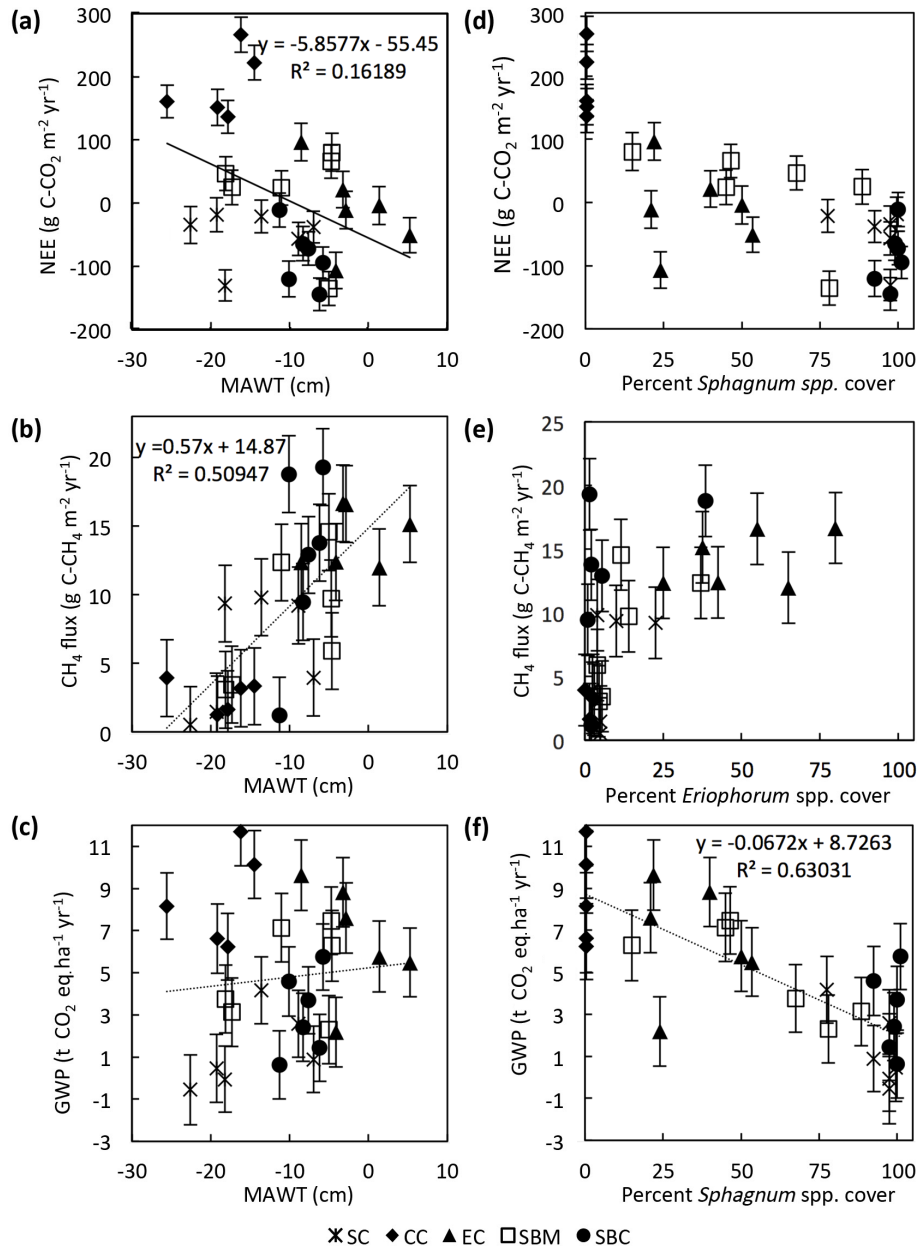 (a)
NEE (g C-CO2 m-2 yr-1)
300
200
100
0
-100
-200
y = -5.8577x - 55.45
R² = 0.16189
-30 -20 -10 0 10
MAWT (cm)
(d)
NEE (g C-CO2 m-2 yr-1)
300
200
100
0
-100
-200
0 25 50 75 100
Percent Sphagnum spp. cover
(b)
CH4 flux (g C-CH4 m-2 yr-1)
20
15
10
5
0
y =0.57x + 14.87
R² = 0.50947
-30 -20 -10 0 10
MAWT (cm)
(e)
CH4 flux (g C-CH4 m-2 yr-1)
25
20
15
10
5
0
0 25 50 75 100
Percent Eriophorum spp. cover
(c)
GWP (t CO2 eq.ha-1 yr-1)
11
9
7
5
3
1
-1
-3
-30 -20 -10 0 10
MAWT (cm)
(f)
GWP (t CO2 eq.ha-1 yr-1)
11
9
7
5
3
1
-1
-3
y = -0.0672x + 8.7263
R² = 0.63031
0 25 50 75 100
Percent Sphagnum spp. cover
SC CC EC SBM SBC